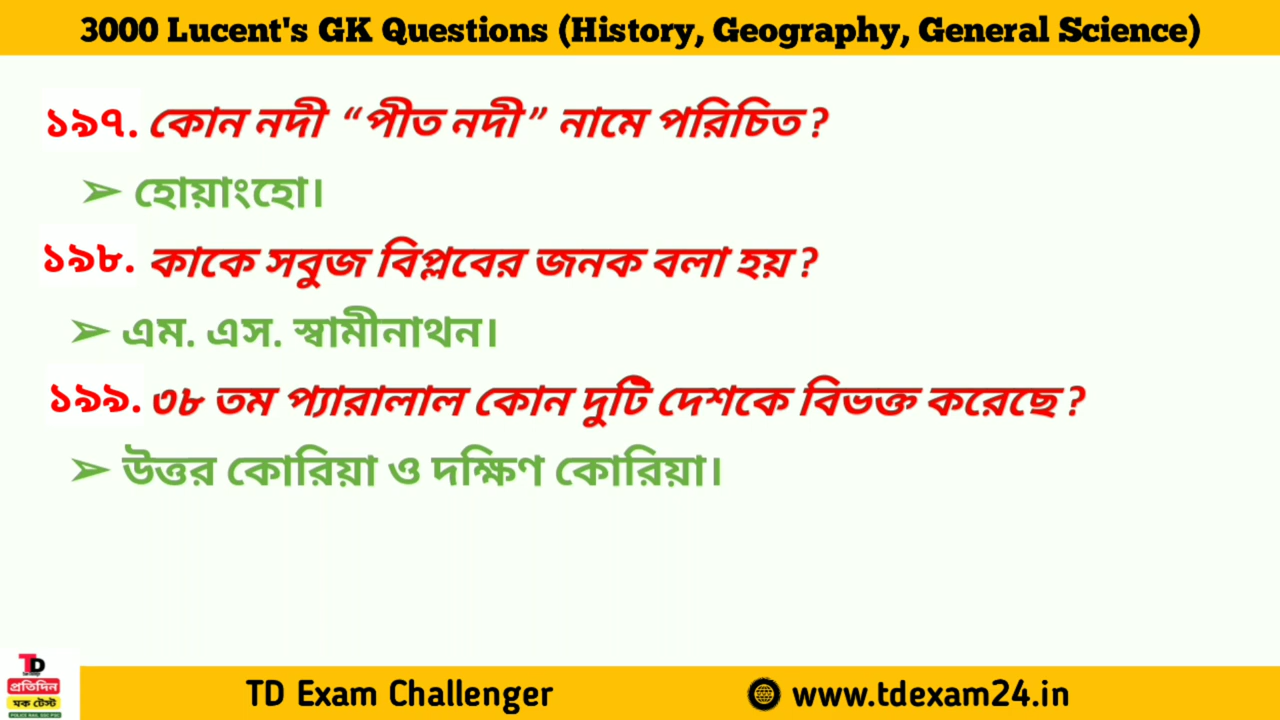 3000 Lucent's GK Questions (History, Geography, General Science)
১৯৭. কোন নদী “পীত নদী” নামে পরিচিত?
➢ হোয়াংহো।
১৯৮. কাকে সবুজ বিপ্লবের জনক বলা হয়?
➢ এম. এস. স্বামীনাথন।
১৯৯. ৩৮ তম প্যারালাল কোন দুটি দেশকে বিভক্ত করেছে?
➢ উত্তর কোরিয়া ও দক্ষিণ কোরিয়া।
TD
প্রতিদিন
মক টেস্ট
TD Exam Challenger
www.tdexam24.in